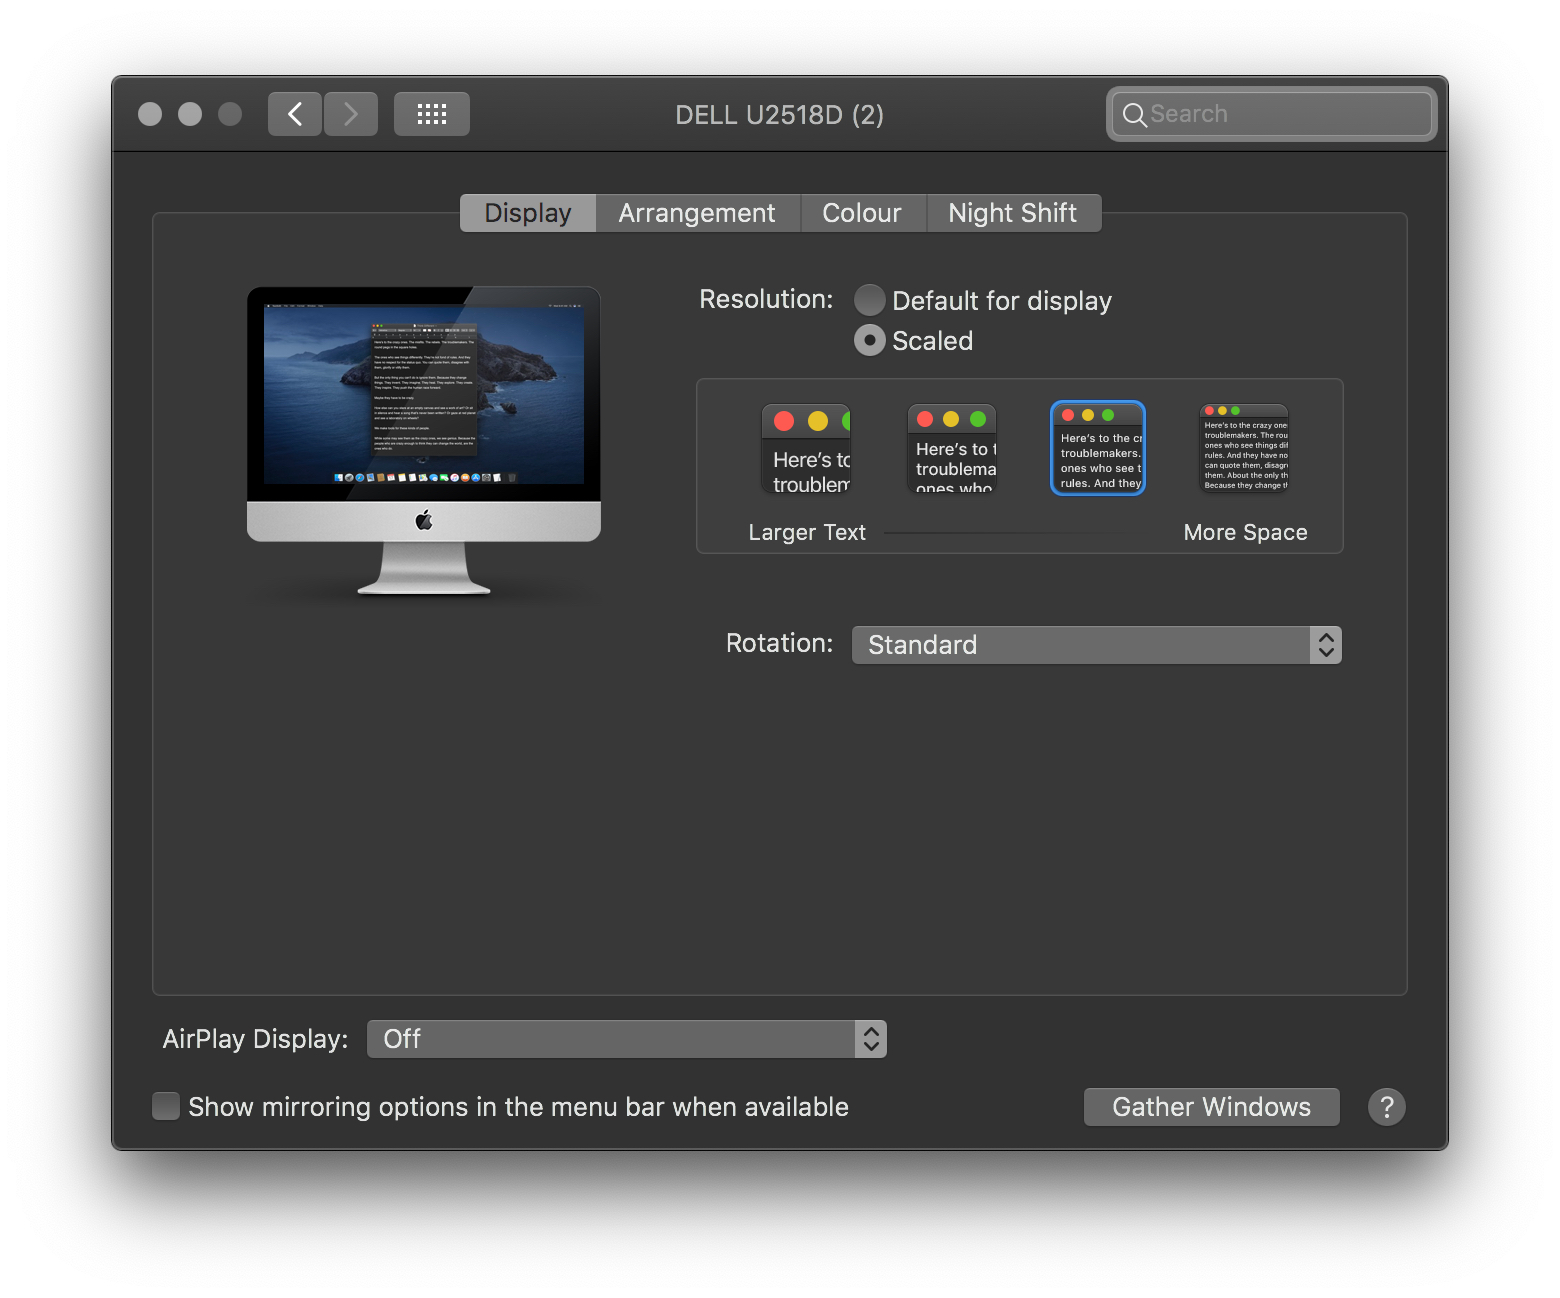 DELL U2518D (2)
Search
Display
Arrangement
Colour
Night Shift
Resolution:
Default for display
Scaled
Here's to
troublem
Here's to t
troublema
ones who
Here's to the cr
troublemakers.
ones who see t
rules. And they
Here's to the crazy one
troublemakers. The rou
ones who see things dif
rules. And they have no
can quote them, disagr
them. About the only th
Because they change t
Larger Text
More Space
Rotation:
Standard
AirPlay Display:
Off
Show mirroring options in the menu bar when available
Gather Windows
?